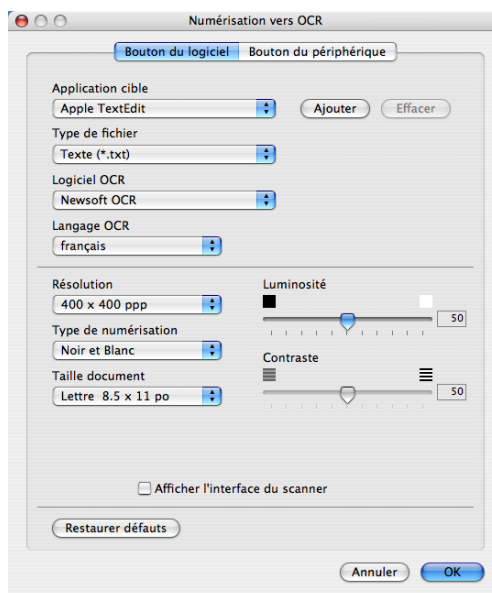 Numérisation vers OCR
Bouton du logiciel Bouton du périphérique
Application cible
Apple TextEdit Ajouter Effacer
Type de fichier
Texte (*.txt)
Logiciel OCR
Newsoft OCR
Langage OCR
français
Résolution Luminosité
400 x 400 ppp 50
Type de numérisation
Noir et Blanc Contraste
Taille document
Lettre 8.5 x 11 po 50
Afficher l'interface du scanner
Restaurer défauts
Annuler OK